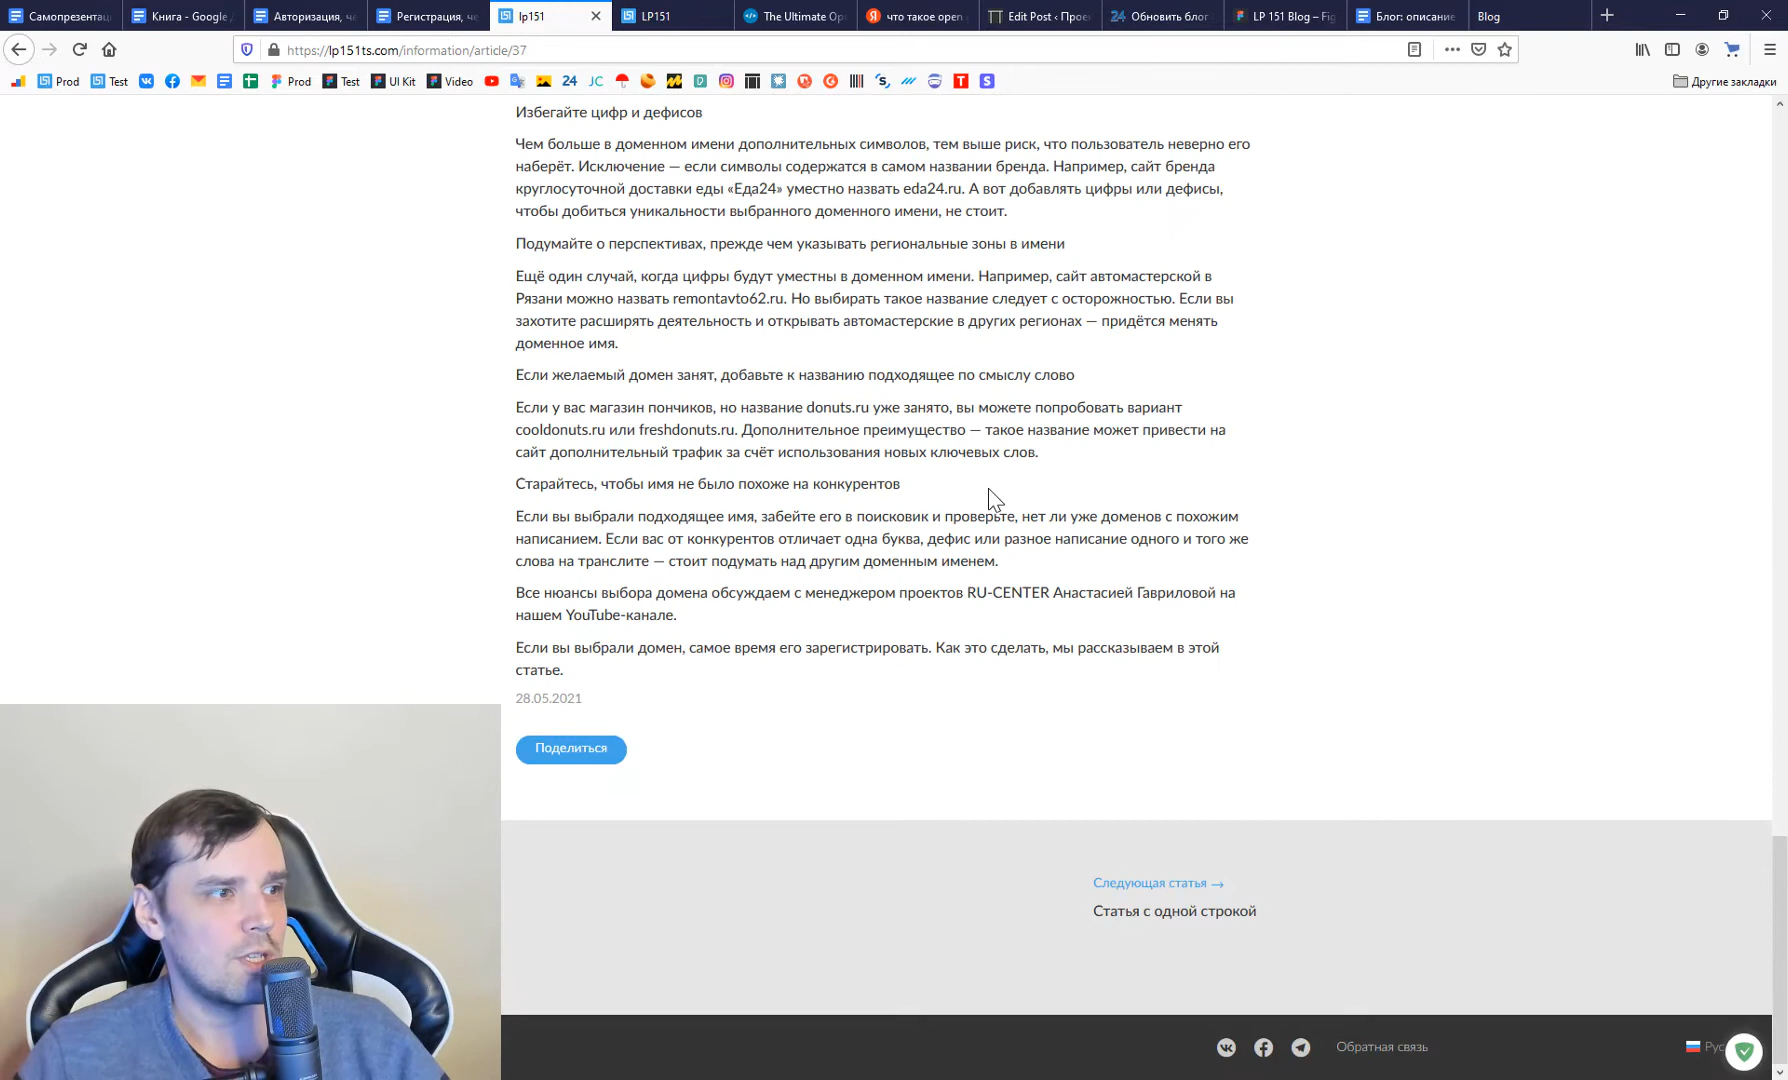 Самопрезентац
Книга - Google
Авторизация, че
Регистрация, че
lp151
LP151
The Ultimate Op
что такое open
Edit Post ‹ Прое
Обновить блог
LP 151 Blog – Fig
Блог: описание
Blog
https://lp151ts.com/information/article/37
Prod
Test
Prod
Test
UI Kit
Video
24
JC
Другие закладки
Избегайте цифр и дефисов
Чем больше в доменном имени дополнительных символов, тем выше риск, что пользователь неверно его
наберёт. Исключение — если символы содержатся в самом названии бренда. Например, сайт бренда
круглосуточной доставки еды «Еда24» уместно назвать eda24.ru. А вот добавлять цифры или дефисы,
чтобы добиться уникальности выбранного доменного имени, не стоит.
Подумайте о перспективах, прежде чем указывать региональные зоны в имени
Ещё один случай, когда цифры будут уместны в доменном имени. Например, сайт автомастерской в
Рязани можно назвать remontavto62.ru. Но выбирать такое название следует с осторожностью. Если вы
захотите расширять деятельность и открывать автомастерские в других регионах — придётся менять
доменное имя.
Если желаемый домен занят, добавьте к названию подходящее по смыслу слово
Если у вас магазин пончиков, но название donuts.ru уже занято, вы можете попробовать вариант
cooldonuts.ru или freshdonuts.ru. Дополнительное преимущество — такое название может привести на
сайт дополнительный трафик за счёт использования новых ключевых слов.
Старайтесь, чтобы имя не было похоже на конкурентов
Если вы выбрали подходящее имя, забейте его в поисковик и проверьте, нет ли уже доменов с похожим
написанием. Если вас от конкурентов отличает одна буква, дефис или разное написание одного и того же
слова на транслите — стоит подумать над другим доменным именем.
Все нюансы выбора домена обсуждаем с менеджером проектов RU-CENTER Анастасией Гавриловой на
нашем YouTube-канале.
Если вы выбрали домен, самое время его зарегистрировать. Как это сделать, мы рассказываем в этой
статье.
28.05.2021
Поделиться
Следующая статья →
Статья с одной строкой
Обратная связь
Рус